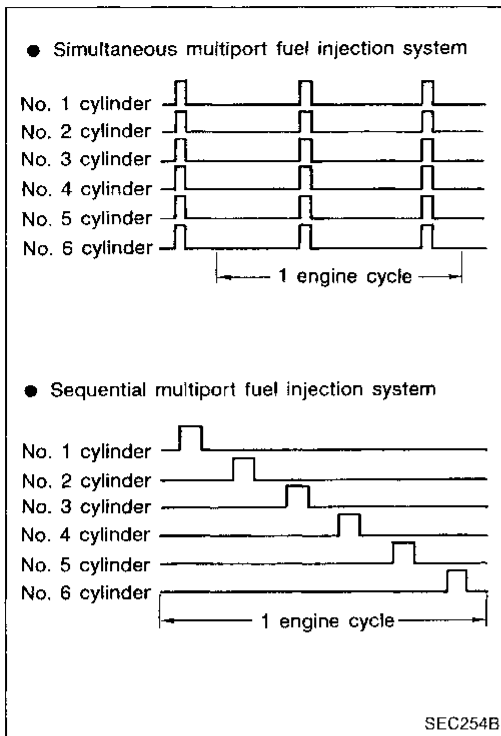 ● Simultaneous multiport fuel injection system
No. 1 cylinder
No. 2 cylinder
No. 3 cylinder
No. 4 cylinder
No. 5 cylinder
No. 6 cylinder
1 engine cycle
● Sequential multiport fuel injection system
No. 1 cylinder
No. 2 cylinder
No. 3 cylinder
No. 4 cylinder
No. 5 cylinder
No. 6 cylinder
1 engine cycle
SEC254B